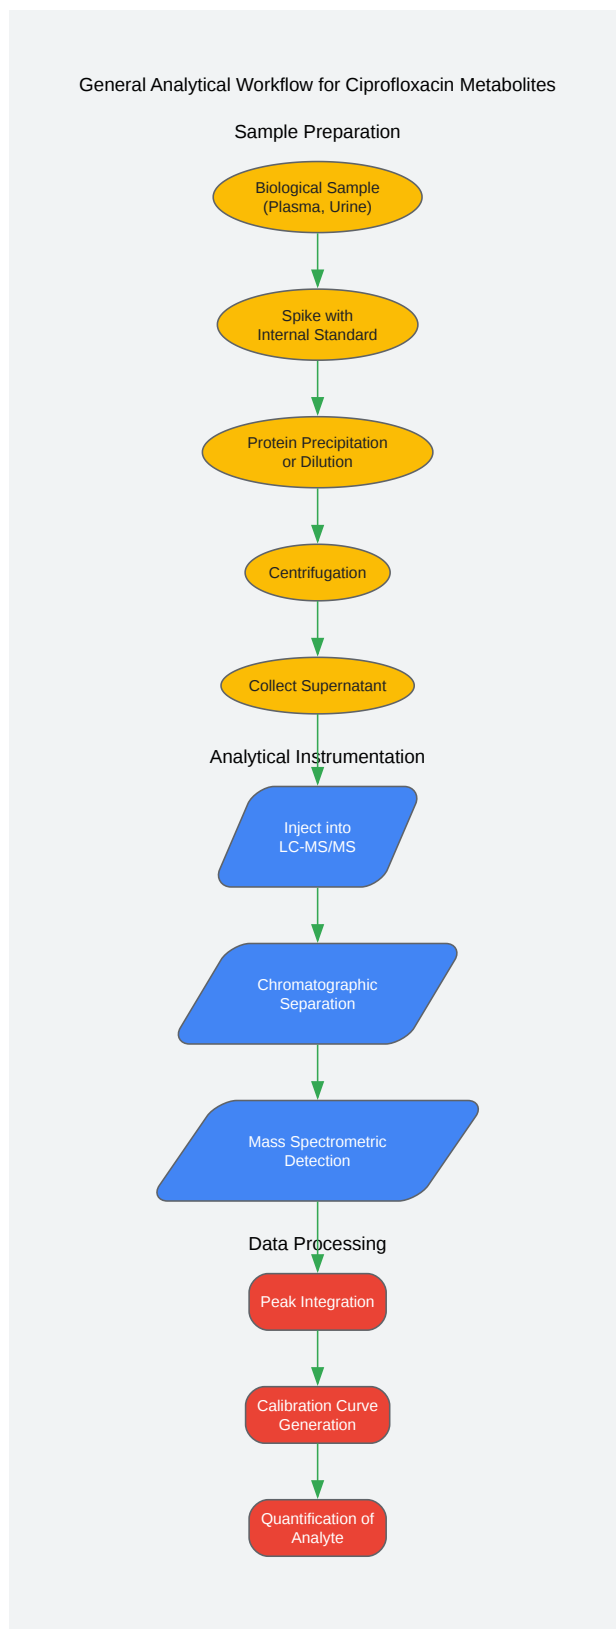 General Analytical Workflow for Ciprofloxacin Metabolites
Sample Preparation
Biological Sample
(Plasma, Urine)
Spike with
Internal Standard
Protein Precipitation
or Dilution
Centrifugation
Collect Supernatant
Analytical Instrumentation
Inject into
LC-MS/MS
Chromatographic
Separation
Mass Spectrometric
Detection
Data Processing
Peak Integration
Calibration Curve
Generation
Quantification of
Analyte